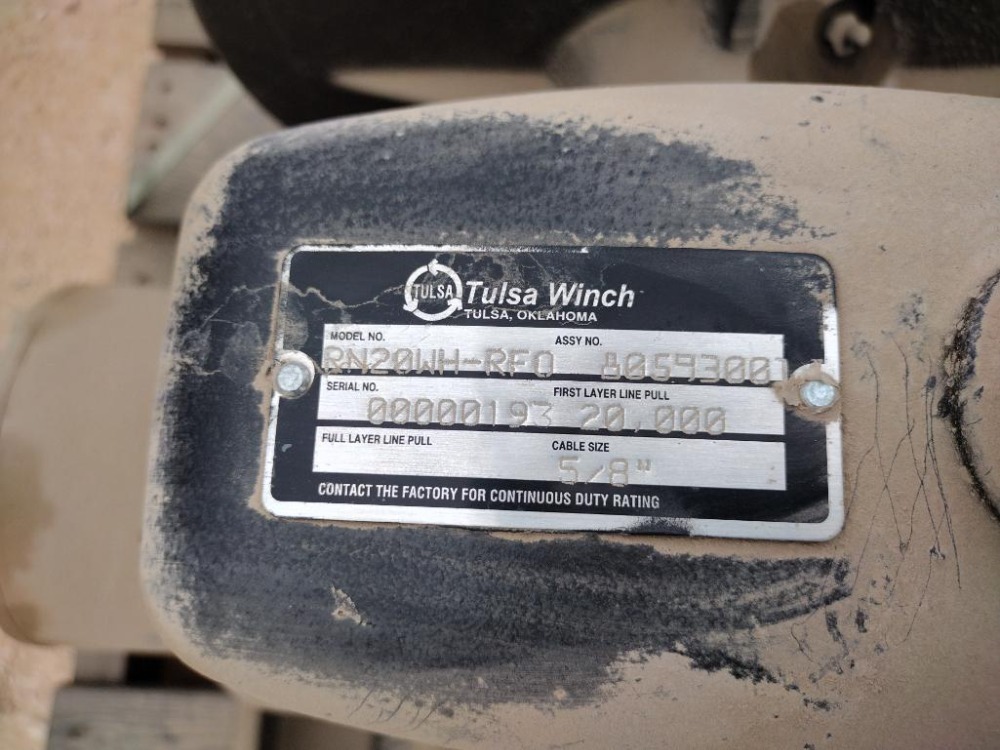 TULSA Tulsa Winch
TULSA, OKLAHOMA
MODEL NO. ASSY NO.
RN20WH-RFO 80593001
SERIAL NO. FIRST LAYER LINE PULL
00000193 20,000
FULL LAYER LINE PULL CABLE SIZE
5/8"
CONTACT THE FACTORY FOR CONTINUOUS DUTY RATING